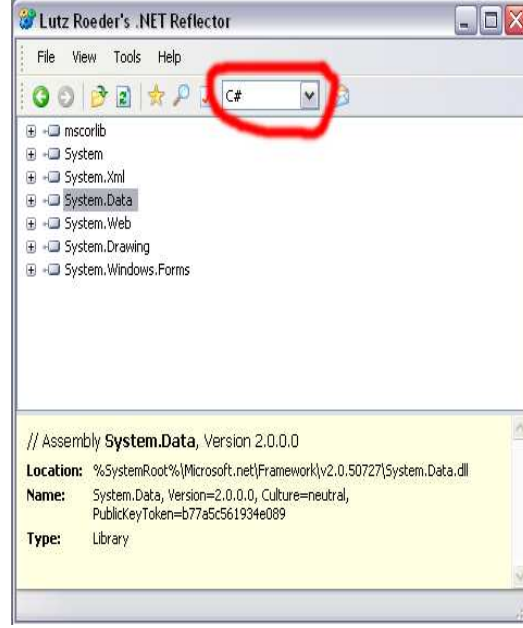 Lutz Roeder's .NET Reflector
File View Tools Help
C#
mscorlib
System
System.Xml
System.Data
System.Web
System.Drawing
System.Windows.Forms
// Assembly System.Data, Version 2.0.0.0
Location: %SystemRoot%\Microsoft.net\Framework\v2.0.50727\System.Data.dll
Name: System.Data, Version=2.0.0.0, Culture=neutral,
PublicKeyToken=b77a5c561934e089
Type: Library